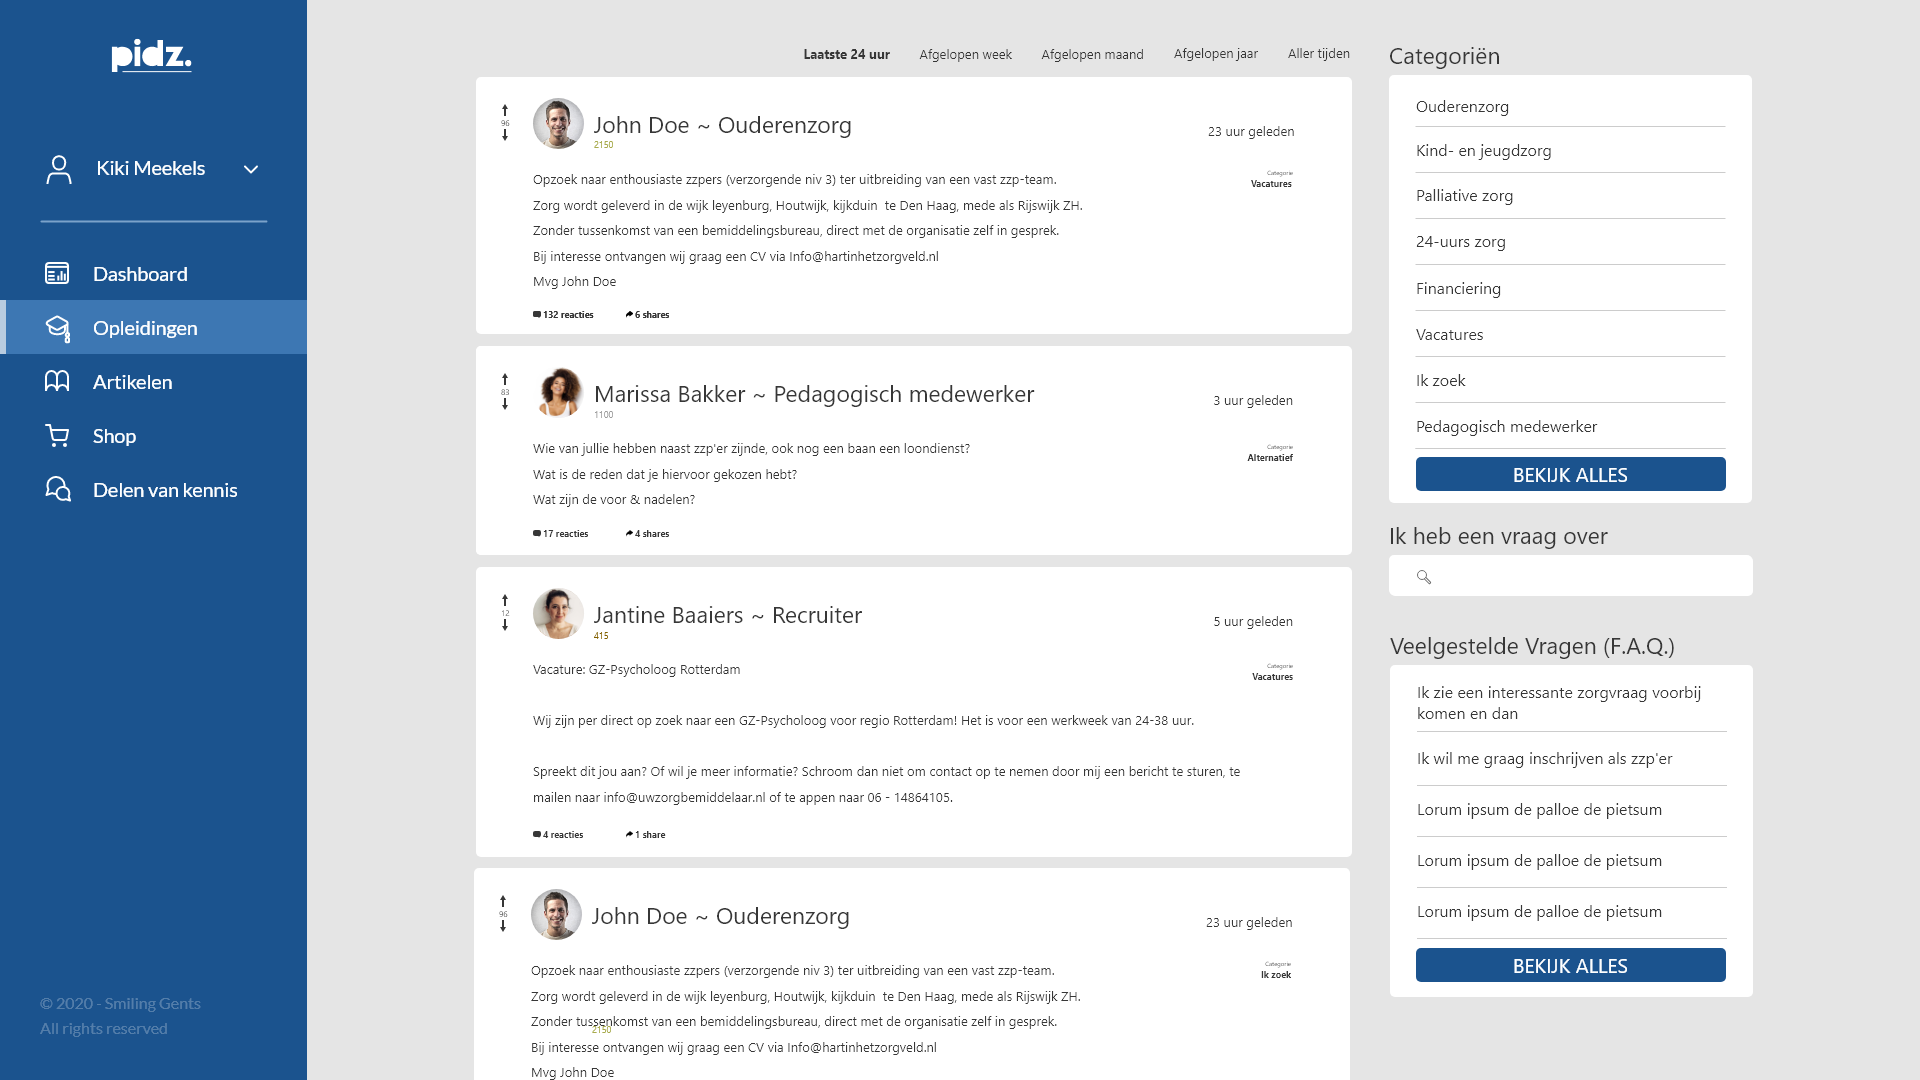 pidz.
Kiki Meekels
Dashboard
Opleidingen
Artikelen
Shop
Delen van kennis
© 2020 - Smiling Gents
All rights reserved
Laatste 24 uur Afgelopen week Afgelopen maand Afgelopen jaar Aller tijden
96
John Doe ~ Ouderenzorg
2150
23 uur geleden
Categorie
Vacatures
Opzoek naar enthousiaste zzpers (verzorgende niv 3) ter uitbreiding van een vast zzp-team.
Zorg wordt geleverd in de wijk leyenburg, Houtwijk, kijkduin  te Den Haag, mede als Rijswijk ZH.
Zonder tussenkomst van een bemiddelingsbureau, direct met de organisatie zelf in gesprek.
Bij interesse ontvangen wij graag een CV via Info@hartinhetzorgveld.nl
Mvg John Doe
132 reacties 6 shares
83
Marissa Bakker ~ Pedagogisch medewerker
1100
3 uur geleden
Categorie
Alternatief
Wie van jullie hebben naast zzp'er zijnde, ook nog een baan een loondienst?
Wat is de reden dat je hiervoor gekozen hebt?
Wat zijn de voor & nadelen?
17 reacties 4 shares
12
Jantine Baaiers ~ Recruiter
415
5 uur geleden
Categorie
Vacatures
Vacature: GZ-Psycholoog Rotterdam
Wij zijn per direct op zoek naar een GZ-Psycholoog voor regio Rotterdam! Het is voor een werkweek van 24-38 uur.
Spreekt dit jou aan? Of wil je meer informatie? Schroom dan niet om contact op te nemen door mij een bericht te sturen, te
mailen naar info@uwzorgbemiddelaar.nl of te appen naar 06 - 14864105.
4 reacties 1 share
96
John Doe ~ Ouderenzorg
23 uur geleden
Categorie
Ik zoek
Opzoek naar enthousiaste zzpers (verzorgende niv 3) ter uitbreiding van een vast zzp-team.
Zorg wordt geleverd in de wijk leyenburg, Houtwijk, kijkduin  te Den Haag, mede als Rijswijk ZH.
Zonder tussenkomst van een bemiddelingsbureau, direct met de organisatie zelf in gesprek.
2150
Bij interesse ontvangen wij graag een CV via Info@hartinhetzorgveld.nl
Mvg John Doe
Categoriën
Ouderenzorg
Kind- en jeugdzorg
Palliative zorg
24-uurs zorg
Financiering
Vacatures
Ik zoek
Pedagogisch medewerker
BEKIJK ALLES
Ik heb een vraag over
Veelgestelde Vragen (F.A.Q.)
Ik zie een interessante zorgvraag voorbij
komen en dan
Ik wil me graag inschrijven als zzp'er
Lorum ipsum de palloe de pietsum
Lorum ipsum de palloe de pietsum
Lorum ipsum de palloe de pietsum
BEKIJK ALLES